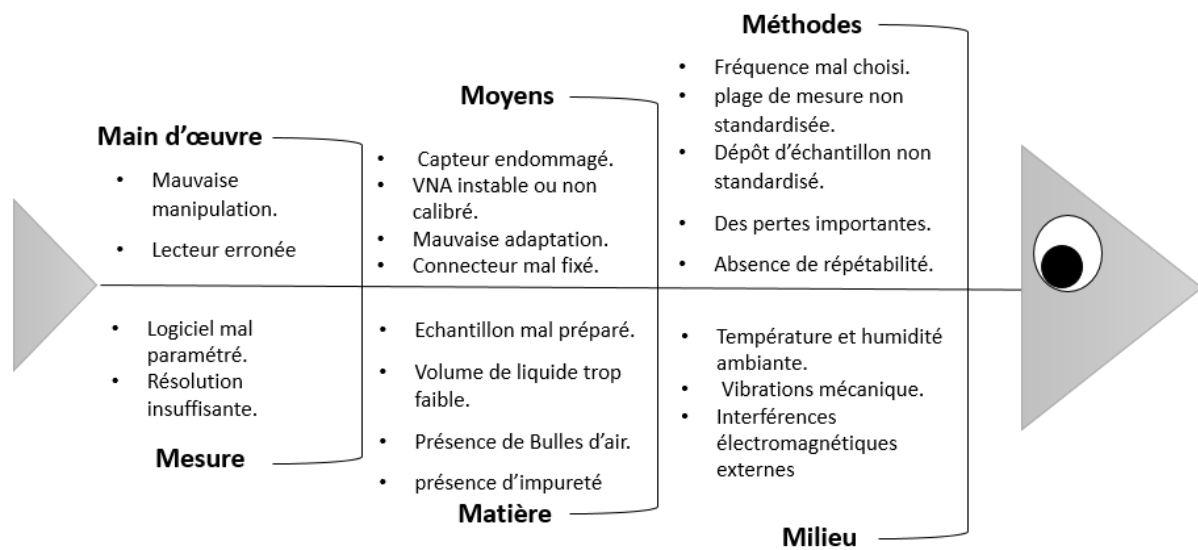 Main d'œuvre
• Mauvaise
manipulation.
• Lecteur erronée
Moyens
• Capteur endommagé.
• VNA instable ou non
calibré.
• Mauvaise adaptation.
• Connecteur mal fixé.
Méthodes
• Fréquence mal choisi.
• plage de mesure non
standardisée.
• Dépôt d'échantillon non
standardisé.
• Des pertes importantes.
• Absence de répétabilité.
• Logiciel mal
paramétré.
• Résolution
insuffisante.
Mesure
• Echantillon mal préparé.
• Volume de liquide trop
faible.
• Présence de Bulles d'air.
• présence d'impureté
Matière
• Température et humidité
ambiante.
• Vibrations mécanique.
• Interférences
électromagnétiques
externes
Milieu